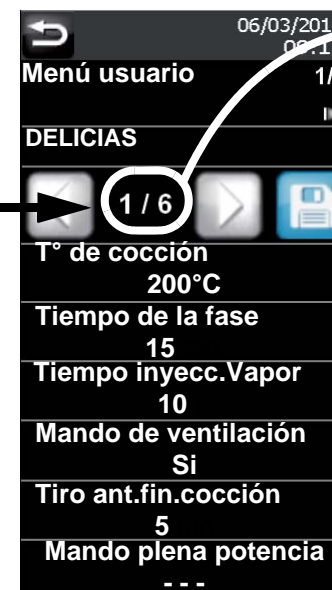 06/03/201
Menú usuario 1/
DELICIAS
1 / 6
T° de cocción
200°C
Tiempo de la fase
15
Tiempo inyecc.Vapor
10
Mando de ventilación
Si
Tiro ant.fin.cocción
5
Mando plena potencia
- - -